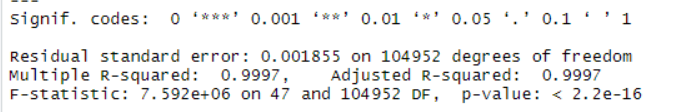 ---
Signif. codes:  0 ‘***’ 0.001 ‘**’ 0.01 ‘*’ 0.05 ‘.’ 0.1 ‘ ’ 1
Residual standard error: 0.001855 on 104952 degrees of freedom
Multiple R-squared:  0.9997,    Adjusted R-squared:  0.9997
F-statistic: 7.592e+06 on 47 and 104952 DF,  p-value: < 2.2e-16